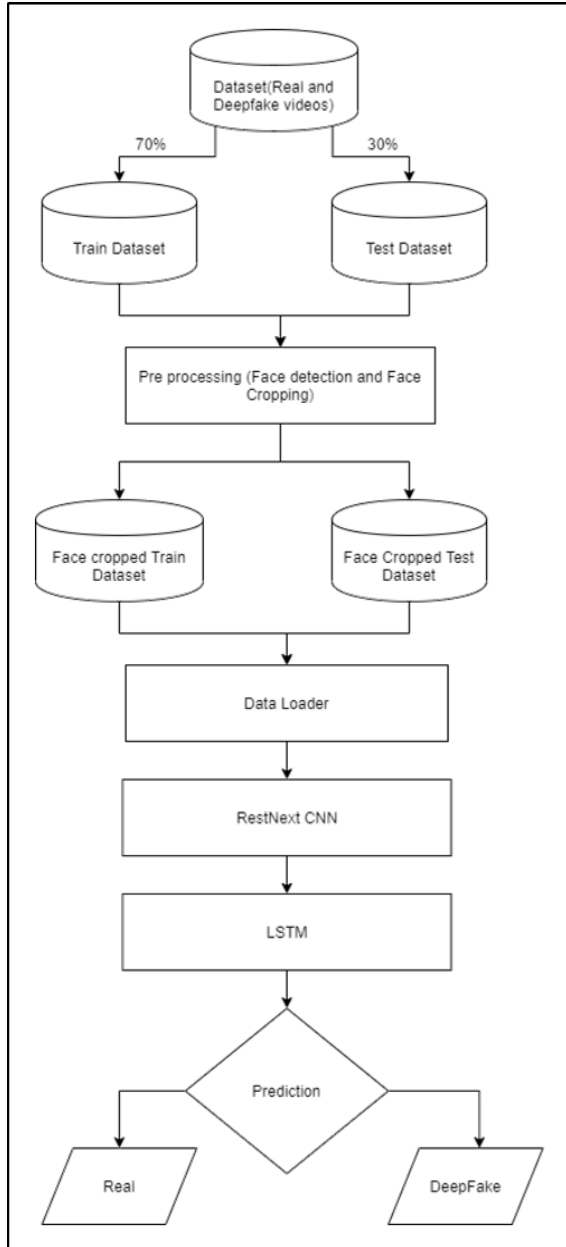 Dataset(Real and
Deepfake videos)
70%
30%
Train Dataset
Test Dataset
Pre processing (Face detection and Face
Cropping)
Face cropped Train
Dataset
Face Cropped Test
Dataset
Data Loader
RestNext CNN
LSTM
Prediction
Real
DeepFake